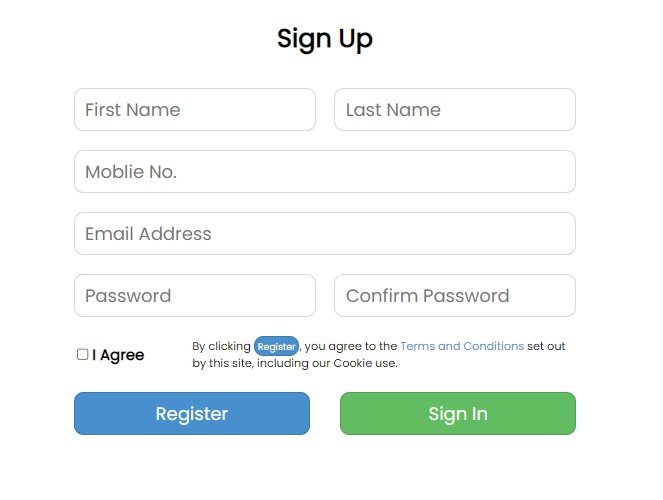 Sign Up
First Name Last Name
Moblie No.
Email Address
Password Confirm Password
I Agree By clicking Register, you agree to the Terms and Conditions set out
by this site, including our Cookie use.
Register Sign In